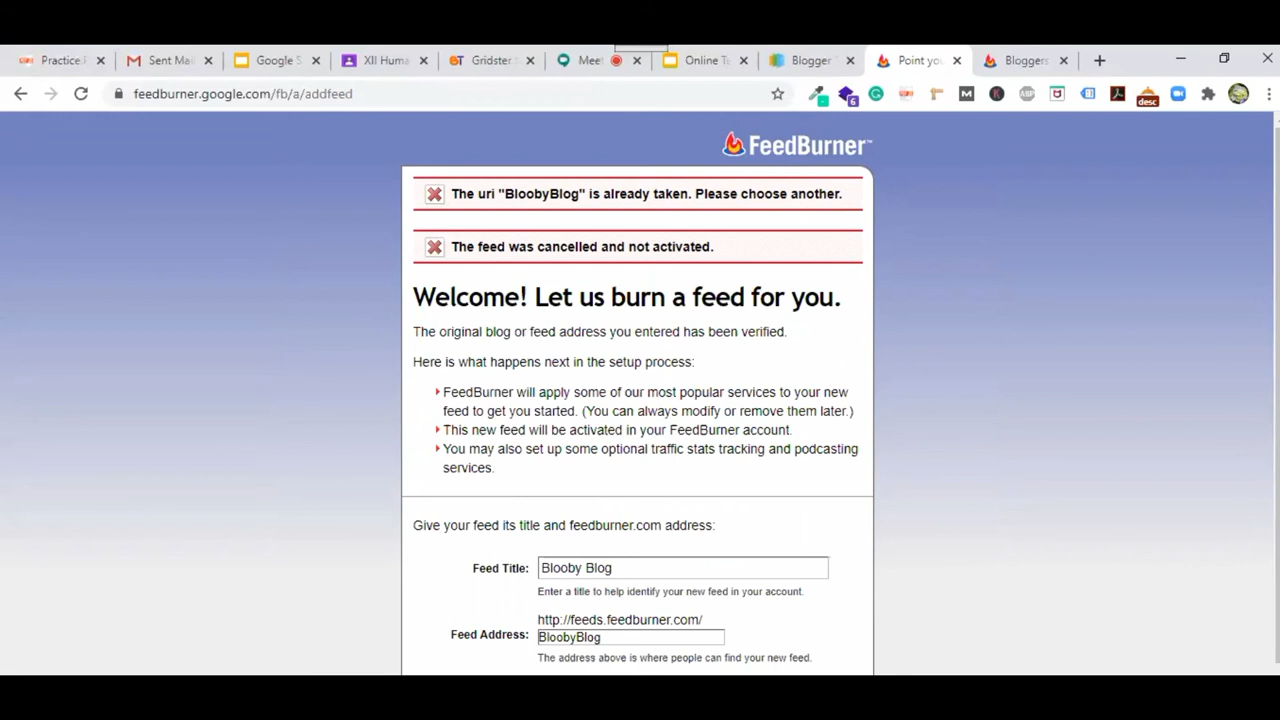 Practice.
Sent Ma
Google S
XII Huma
Gridster
Meet
Online Te
Blogger
Point you
Bloggers
feedburner.google.com/fb/a/addfeed
6
M
K
ABP
desc
FeedBurner™
The uri "BloobyBlog" is already taken. Please choose another.
The feed was cancelled and not activated.
Welcome! Let us burn a feed for you.
The original blog or feed address you entered has been verified.
Here is what happens next in the setup process:
FeedBurner will apply some of our most popular services to your new
feed to get you started. (You can always modify or remove them later.)
This new feed will be activated in your FeedBurner account.
You may also set up some optional traffic stats tracking and podcasting
services.
Give your feed its title and feedburner.com address:
Feed Title: Blooby Blog
Enter a title to help identify your new feed in your account.
http://feeds.feedburner.com/
Feed Address: BloobyBlog
The address above is where people can find your new feed.